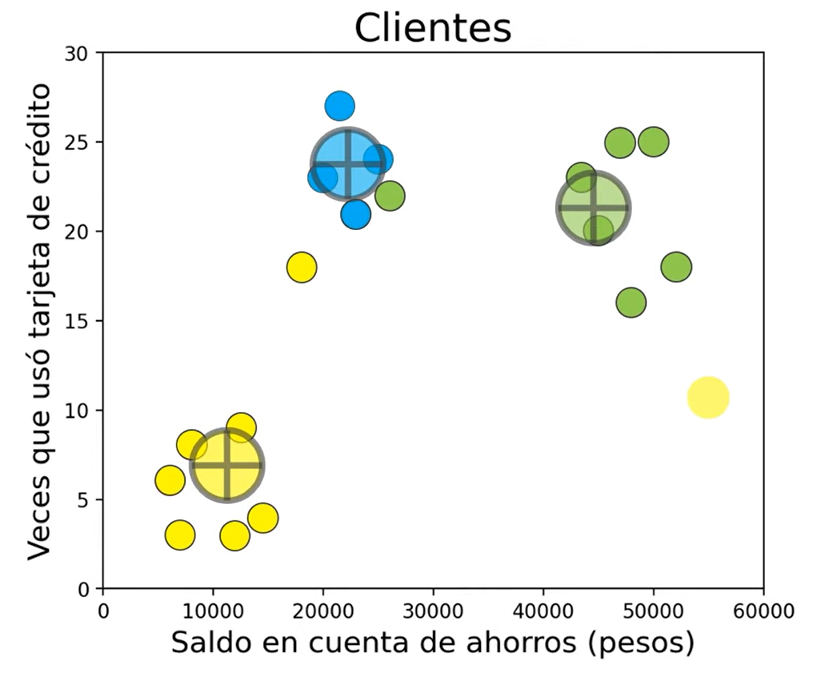 Clientes
30
25
20
15
10
5
0
Veces que usó tarjeta de crédito
0 10000 20000 30000 40000 50000 60000
Saldo en cuenta de ahorros (pesos)